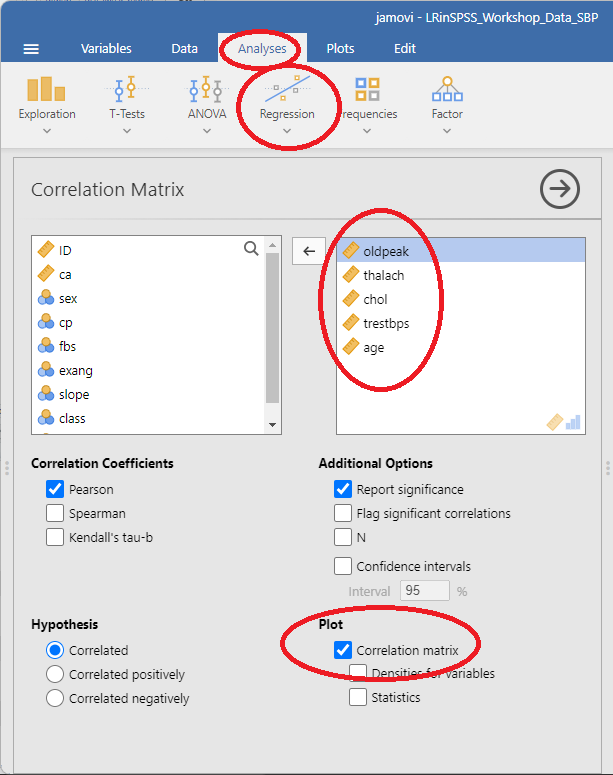 jamovi - LRinSPSS_Workshop_Data_SBP
Variables Data Analyses Plots Edit
Exploration T-Tests ANOVA Regression requencies Factor
Correlation Matrix
ID
ca
sex
cp
fbs
exang
slope
class
oldpeak
thalach
chol
trestbps
age
Correlation Coefficients
Pearson
Spearman
Kendall's tau-b
Additional Options
Report significance
Flag significant correlations
N
Confidence intervals
Interval 95 %
Hypothesis
Correlated
Correlated positively
Correlated negatively
Plot
Correlation matrix
Densities for variables
Statistics